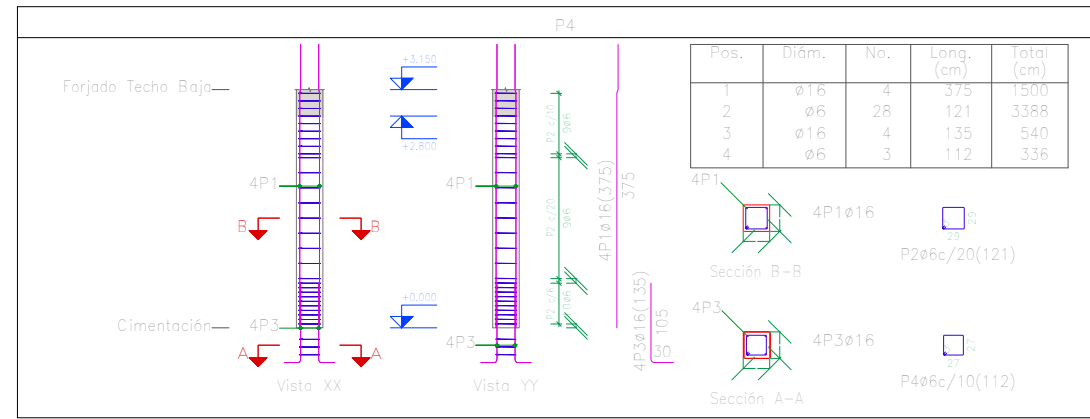 P4
Forjado Techo Baja
Cimentación
+3.150
+2.800
+0.000
4P1
B B
4P3
A A
Vista XX
4P1
4P3
Vista YY
P2 c/10
9ø6
P2 c/20
9ø6
P2 c/6
0ø6
4P1ø16(375)
375
4P3ø16(135)
105
30
Pos. Diám. No. Long. (cm) Total (cm)
1 ø16 4 375 1500
2 ø6 28 121 3388
3 ø16 4 135 540
4 ø6 3 112 336
4P1
4P1ø16
Sección B-B
29
29
P2ø6c/20(121)
4P3
4P3ø16
Sección A-A
27
27
P4ø6c/10(112)